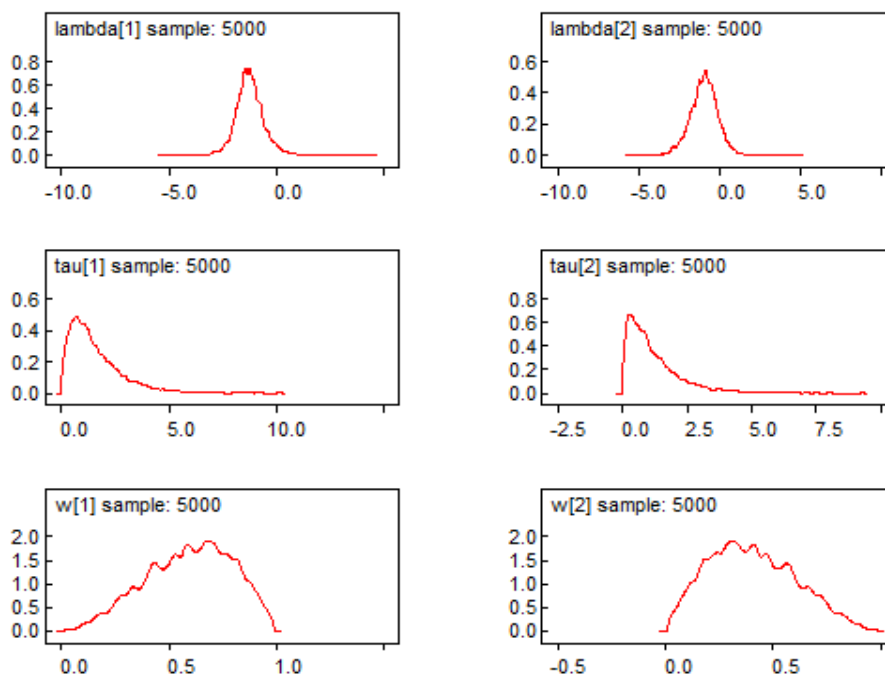 lambda[1] sample: 5000
0.8
0.6
0.4
0.2
0.0
-10.0 -5.0 0.0
lambda[2] sample: 5000
0.6
0.4
0.2
0.0
-10.0 -5.0 0.0 5.0
tau[1] sample: 5000
0.6
0.4
0.2
0.0
0.0 5.0 10.0
tau[2] sample: 5000
0.8
0.6
0.4
0.2
0.0
-2.5 0.0 2.5 5.0 7.5
w[1] sample: 5000
2.0
1.5
1.0
0.5
0.0
0.0 0.5 1.0
w[2] sample: 5000
2.0
1.5
1.0
0.5
0.0
-0.5 0.0 0.5